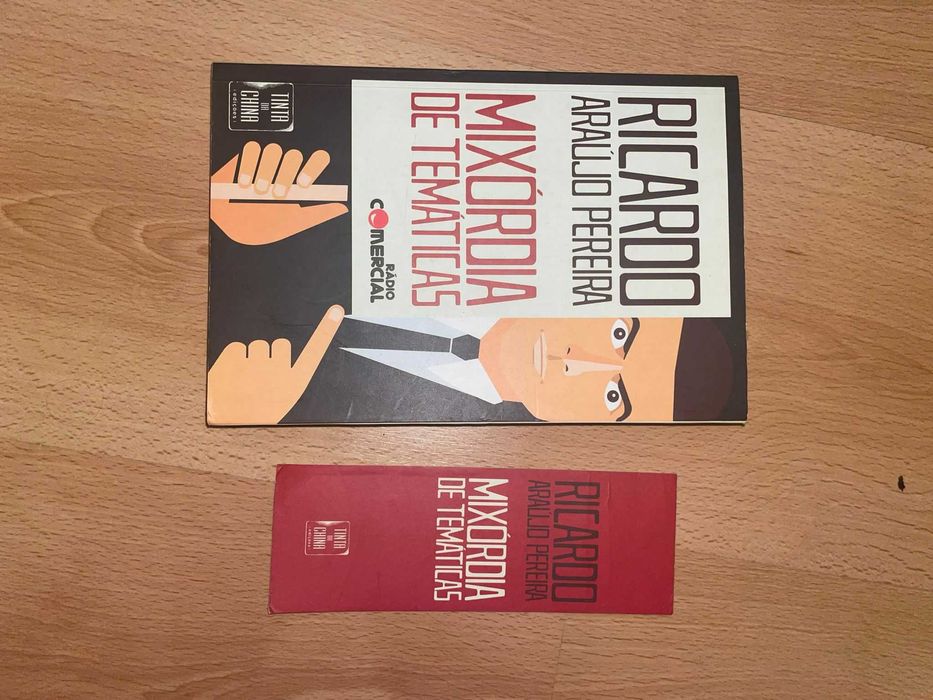 RICARDO
ARAÚJO PEREIRA
MIXÓRDIA
DE TEMÁTICAS
RÁDIO
COMERCIAL
TINTA
DA
CHINA
edições
RICARDO
ARAÚJO PEREIRA
MIXÓRDIA
DE TEMÁTICAS
TINTA
DA
CHINA
edições